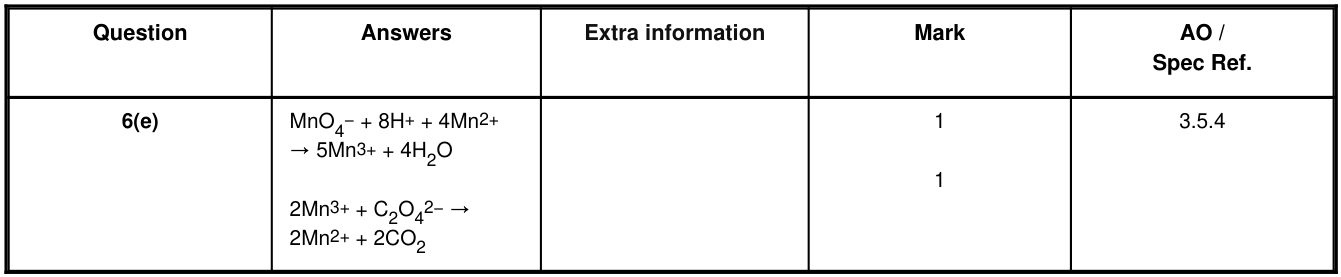 Question Answers Extra information Mark AO /
Spec Ref.
6(e) MnO₄⁻ + 8H⁺ + 4Mn²⁺ 1 3.5.4
→ 5Mn³⁺ + 4H₂O
1
2Mn³⁺ + C₂O₄²⁻ →
2Mn²⁺ + 2CO₂